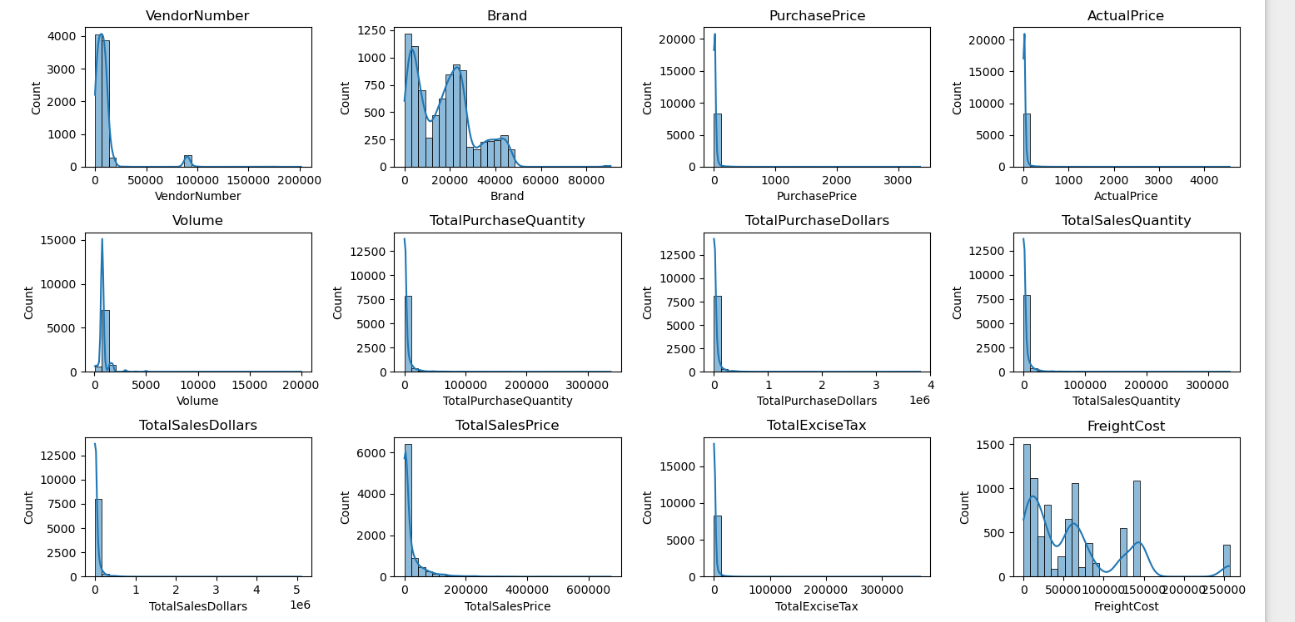 VendorNumber Brand PurchasePrice ActualPrice
4000 3000 2000 1000 0 Count
1250 1000 750 500 250 0 Count
20000 15000 10000 5000 0 Count
20000 15000 10000 5000 0 Count
0 50000 100000 150000 200000
0 20000 40000 60000 80000
0 1000 2000 3000
0 1000 2000 3000 4000
VendorNumber Brand PurchasePrice ActualPrice
Volume TotalPurchaseQuantity TotalPurchaseDollars TotalSalesQuantity
15000 10000 5000 0 Count
12500 10000 7500 5000 2500 0 Count
12500 10000 7500 5000 2500 0 Count
12500 10000 7500 5000 2500 0 Count
0 5000 10000 15000 20000
0 100000 200000 300000
0 1 2 3 4
0 100000 200000 300000
Volume TotalPurchaseQuantity TotalPurchaseDollars 1e6 TotalSalesQuantity
TotalSalesDollars TotalSalesPrice TotalExciseTax FreightCost
12500 10000 7500 5000 2500 0 Count
6000 4000 2000 0 Count
15000 10000 5000 0 Count
1500 1000 500 0 Count
0 1 2 3 4 5
0 200000 400000 600000
0 100000 200000 300000
0 50000 100000 150000 200000 250000
TotalSalesDollars 1e6 TotalSalesPrice TotalExciseTax FreightCost